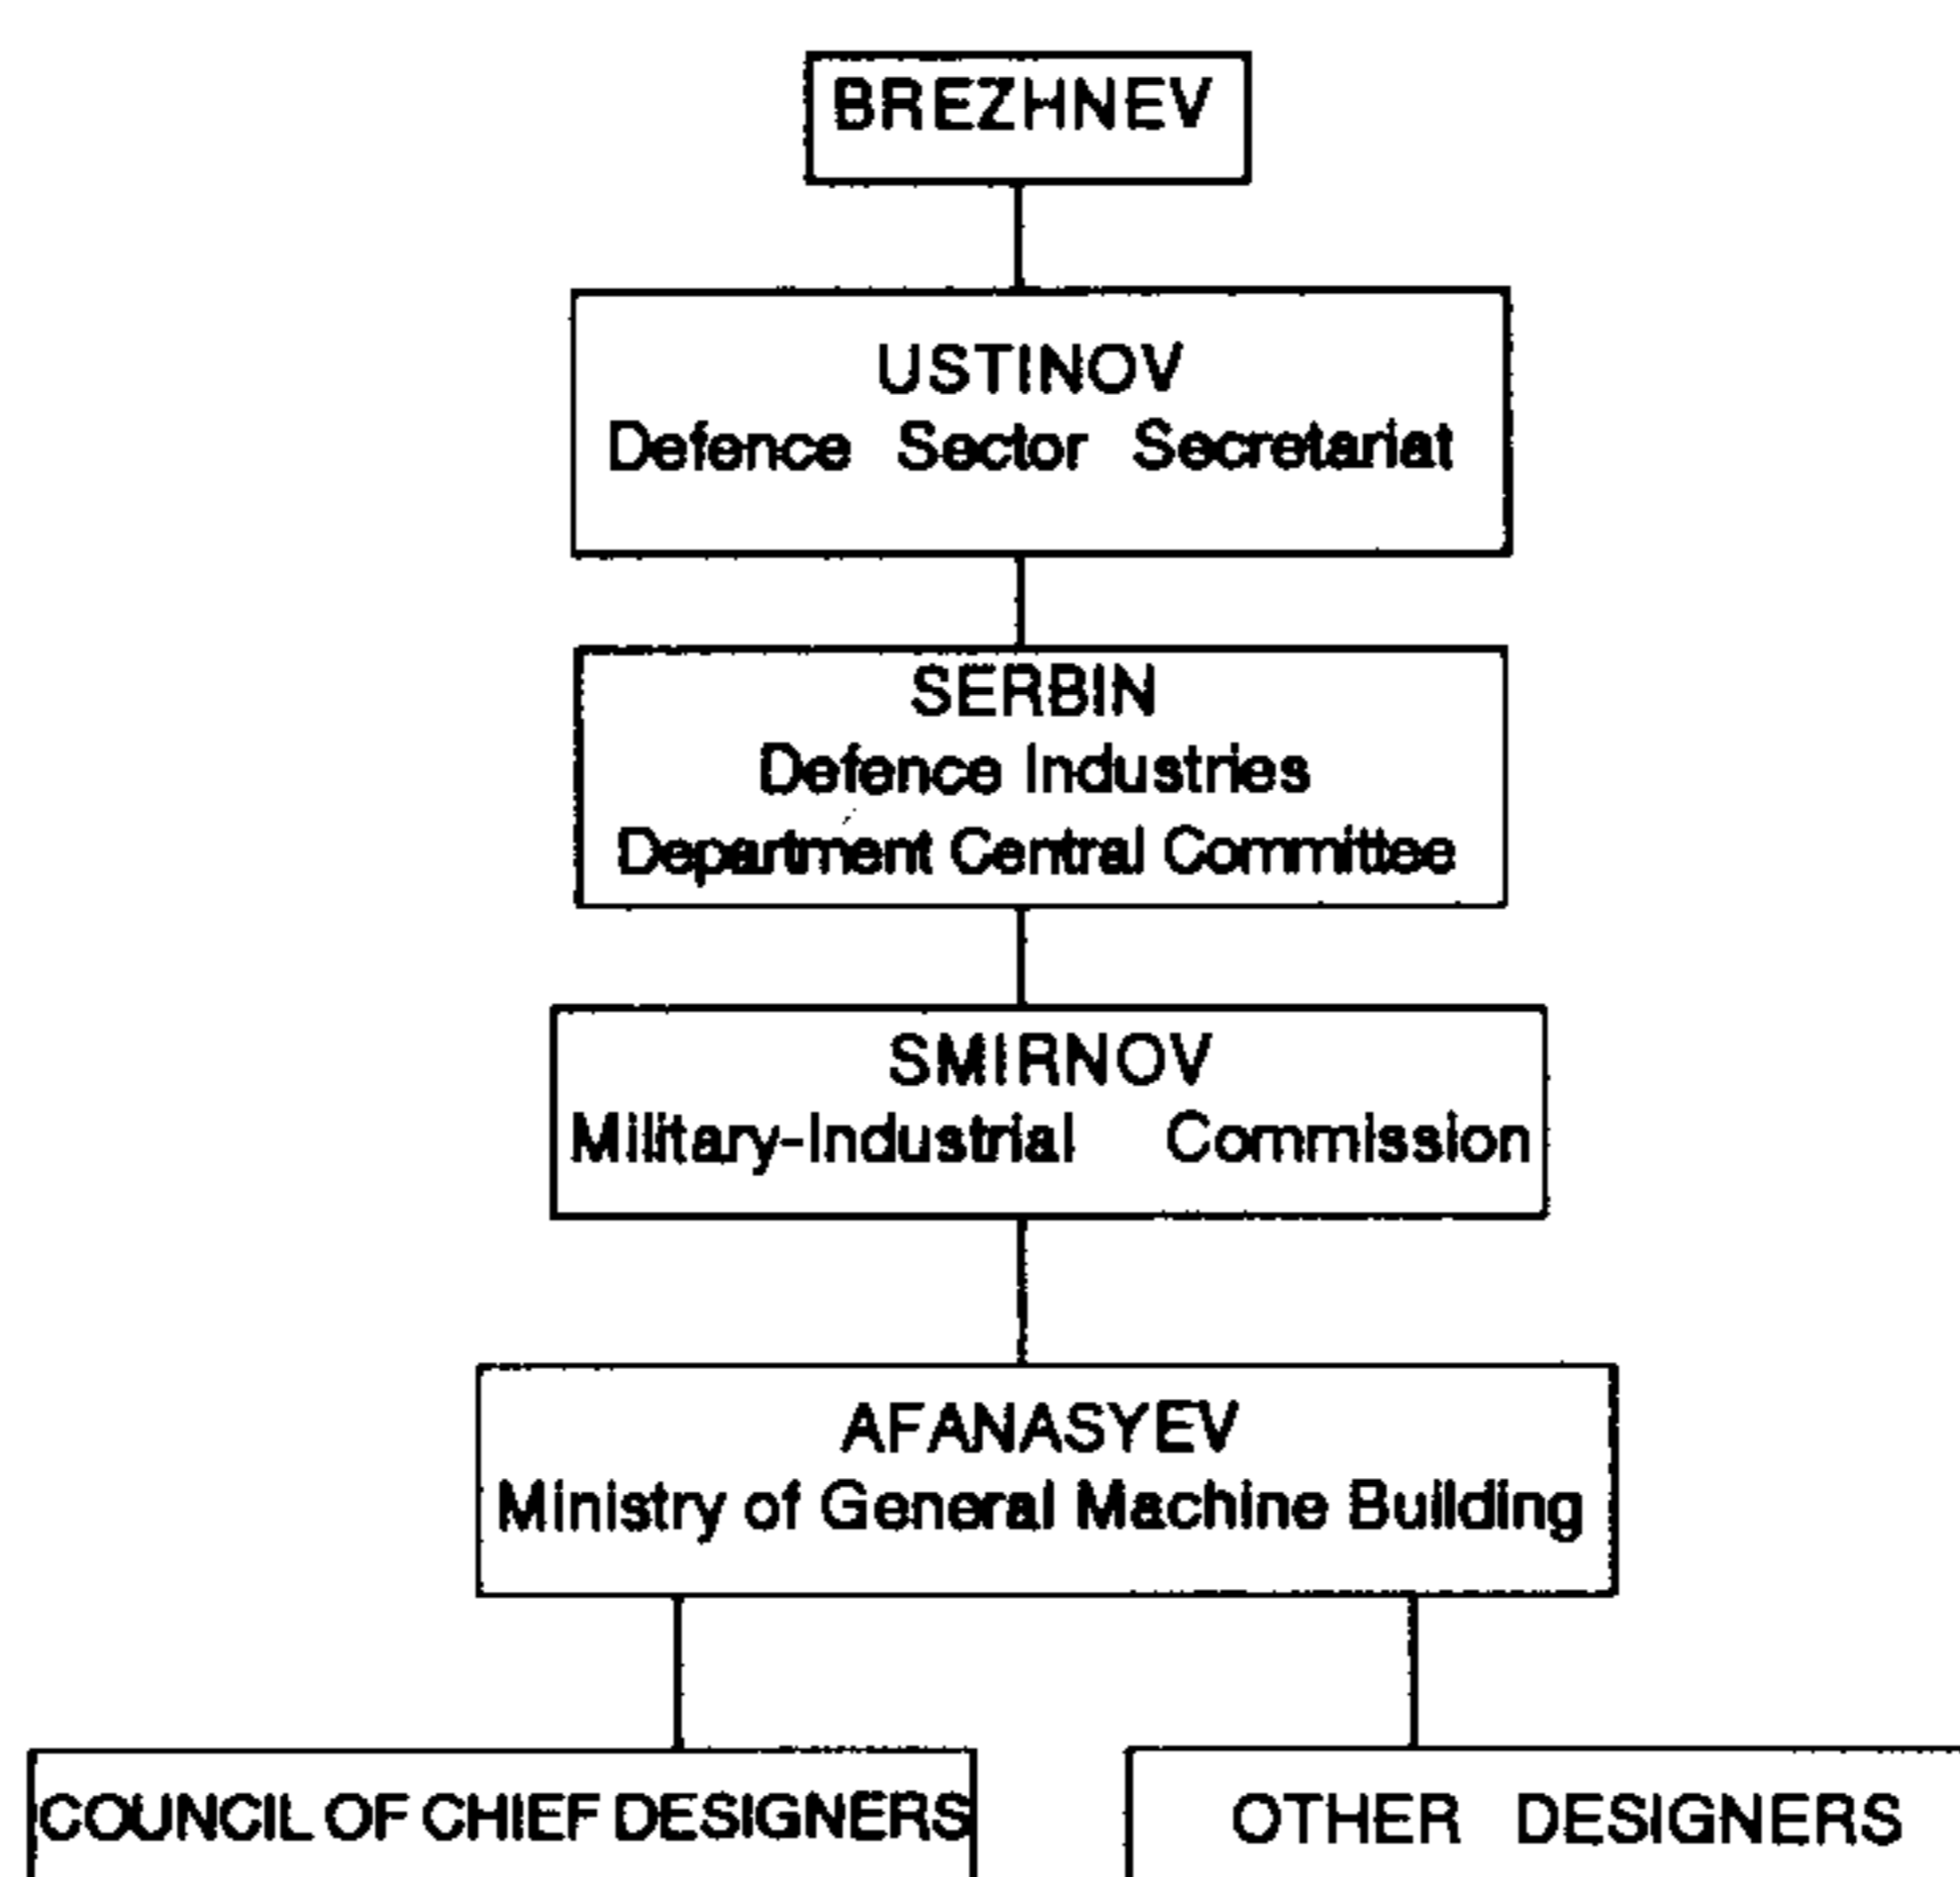 BREZHNEV
USTINOV
Defence Sector Secretariat
SERBIN
Defence Industries
Department Central Committee
SMIRNOV
Military-Industrial Commission
AFANASYEV
Ministry of General Machine Building
COUNCIL OF CHIEF DESIGNERS
OTHER DESIGNERS